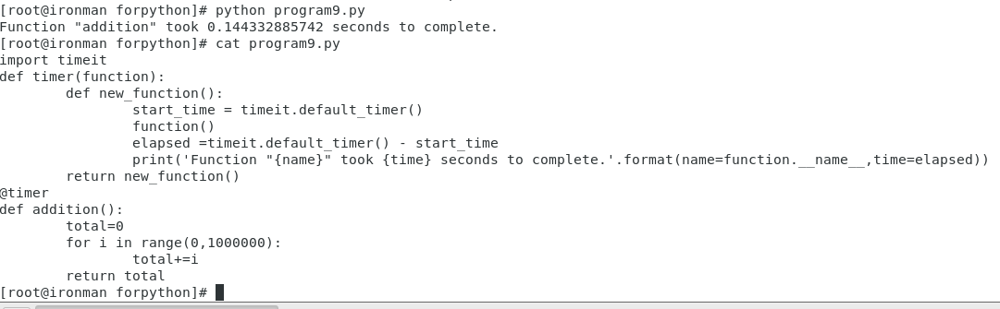 [root@ironman forpython]# python program9.py
Function "addition" took 0.144332885742 seconds to complete.
[root@ironman forpython]# cat program9.py
import timeit
def timer(function):
        def new_function():
                start_time = timeit.default_timer()
                function()
                elapsed =timeit.default_timer() - start_time
                print('Function "{name}" took {time} seconds to complete.'.format(name=function.__name__,time=elapsed))
        return new_function()
@timer
def addition():
        total=0
        for i in range(0,1000000):
                total+=i
        return total
[root@ironman forpython]#